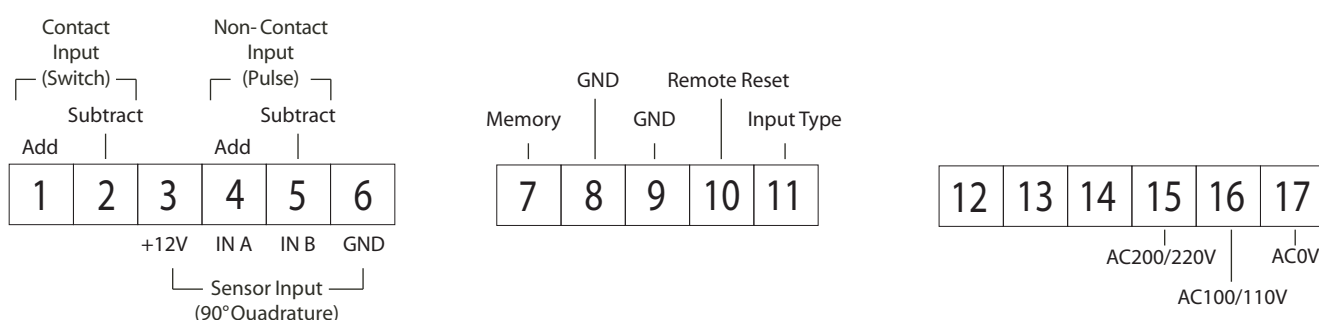 Contact
Input
(Switch)
Non- Contact
Input
(Pulse)
Add
Subtract
Add
Subtract
1 2 3 4 5 6
+12V IN A IN B GND
Sensor Input
(90°Quadrature)
GND Remote Reset
Memory GND Input Type
7 8 9 10 11
12 13 14 15 16 17
AC200/220V AC0V
AC100/110V